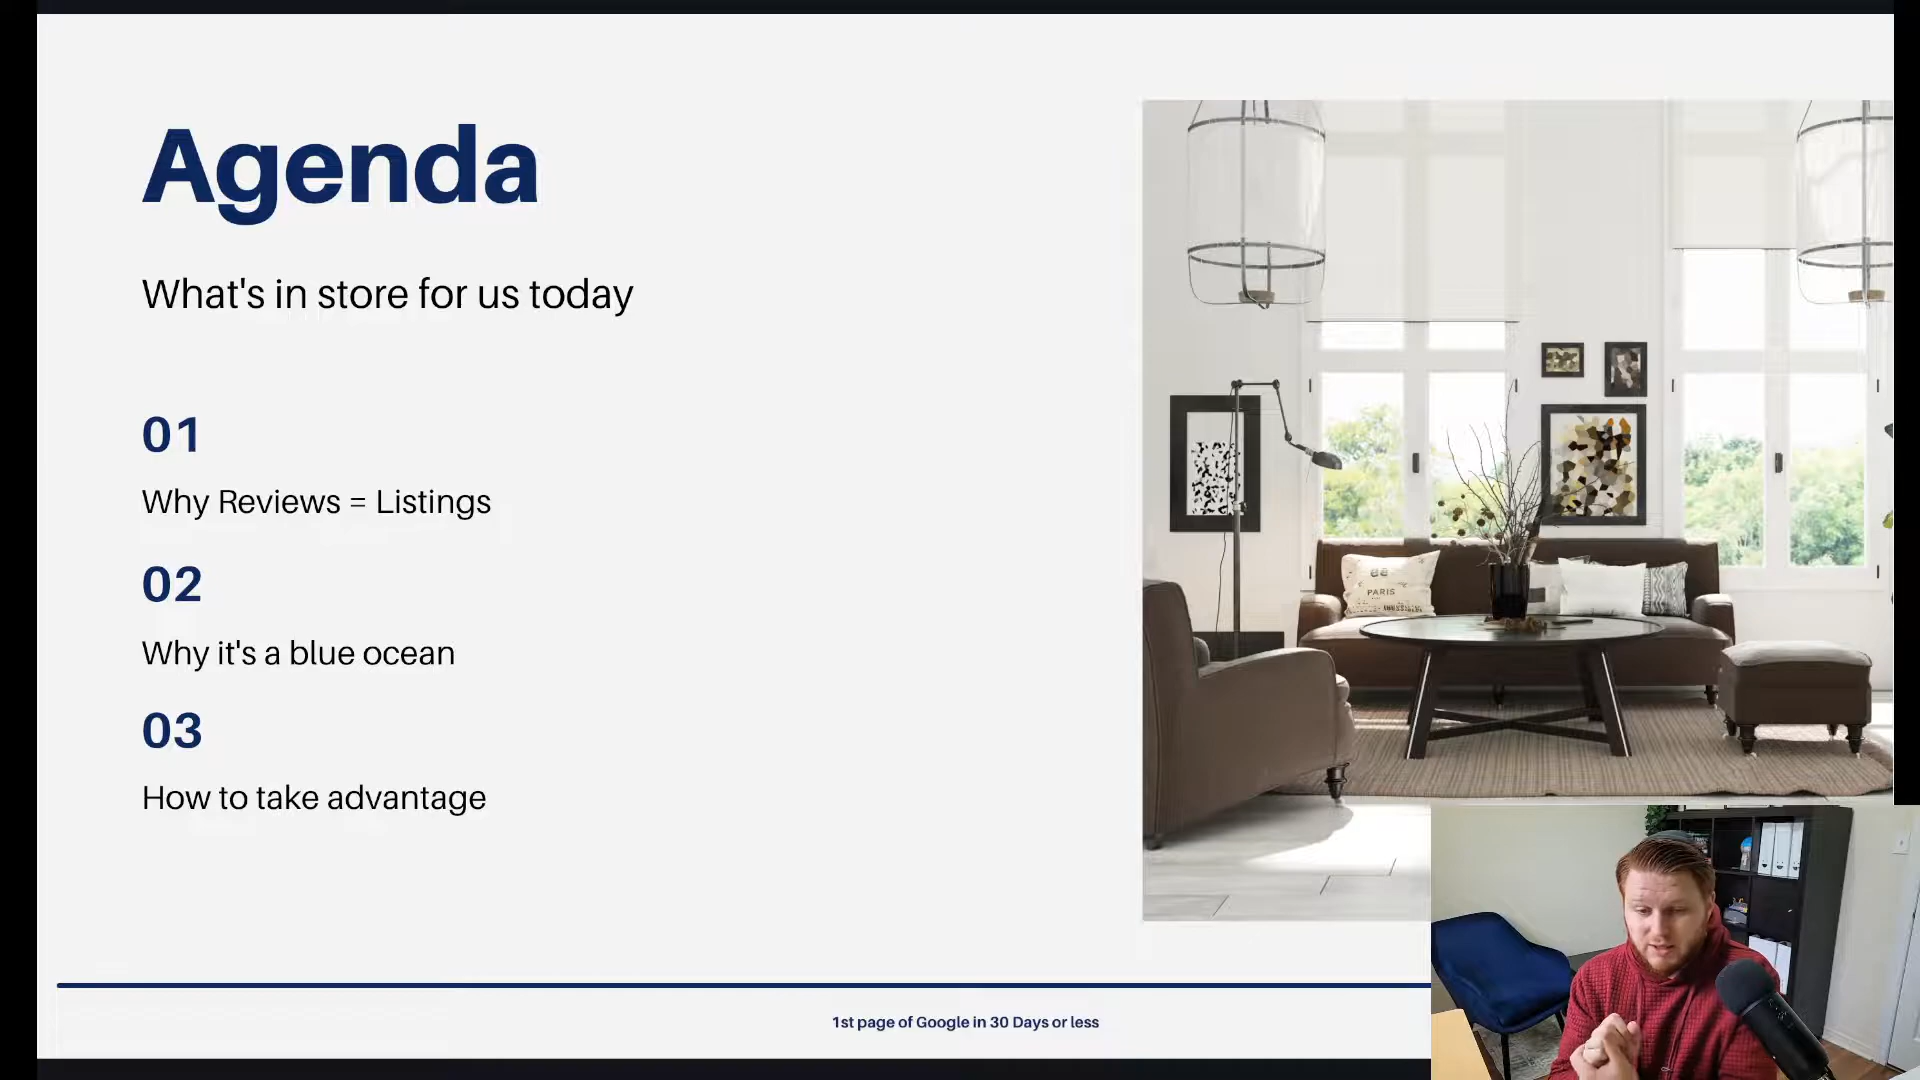 Agenda
What's in store for us today
01
Why Reviews = Listings
02
Why it's a blue ocean
03
How to take advantage
PARIS
1st page of Google in 30 Days or less